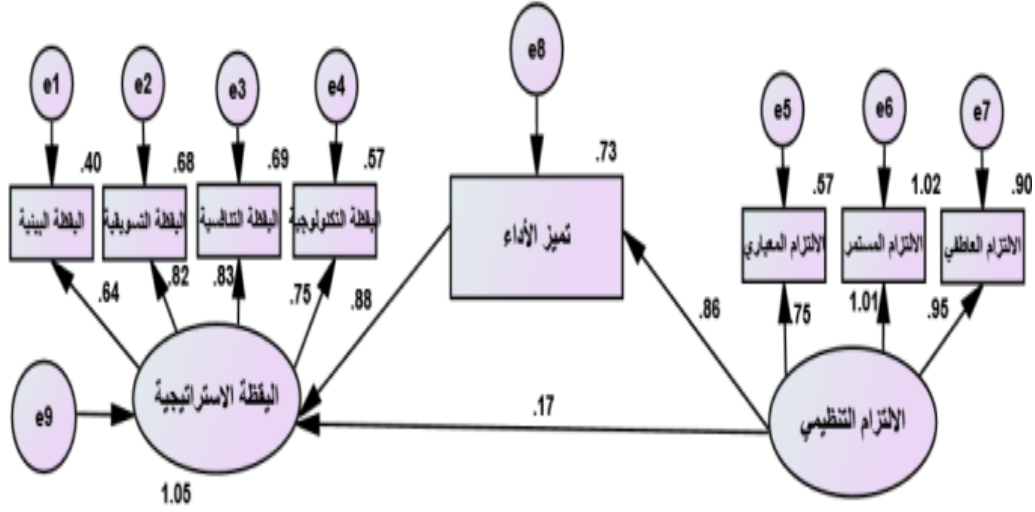 e1
e2
e3
e4
e8
e5
e6
e7
.40
.68
.69
.57
.73
.57
1.02
.90
اليقظة البيئية
اليقظة التسويقية
اليقظة التنافسية
اليقظة التكنولوجية
تميز الأداء
الالتزام المعياري
الالتزام المستمر
الالتزام العاطفي
.64
.82
.83
.75
.88
.86
.75
1.01
.95
e9
اليقظة الاستراتيجية
.17
الالتزام التنظيمي
1.05